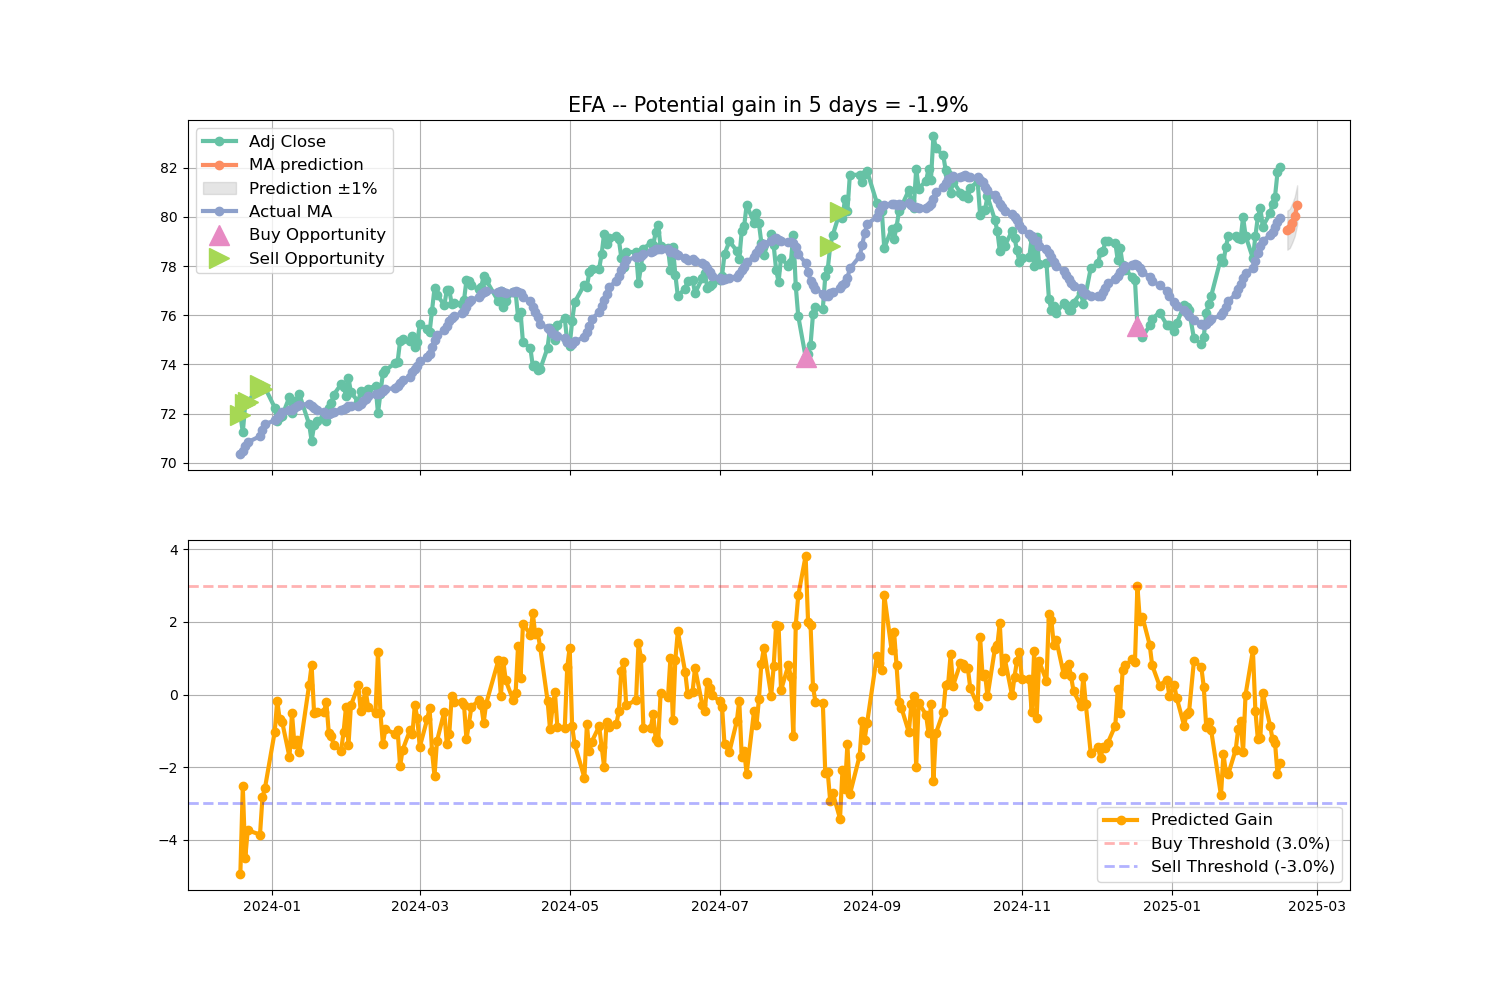 EFA -- Potential gain in 5 days = -1.9%
Adj Close
MA prediction
Prediction ±1%
Actual MA
Buy Opportunity
Sell Opportunity
82
80
78
76
74
72
70
4
2
0
−2
−4
Predicted Gain
Buy Threshold (3.0%)
Sell Threshold (-3.0%)
2024-01 2024-03 2024-05 2024-07 2024-09 2024-11 2025-01 2025-03